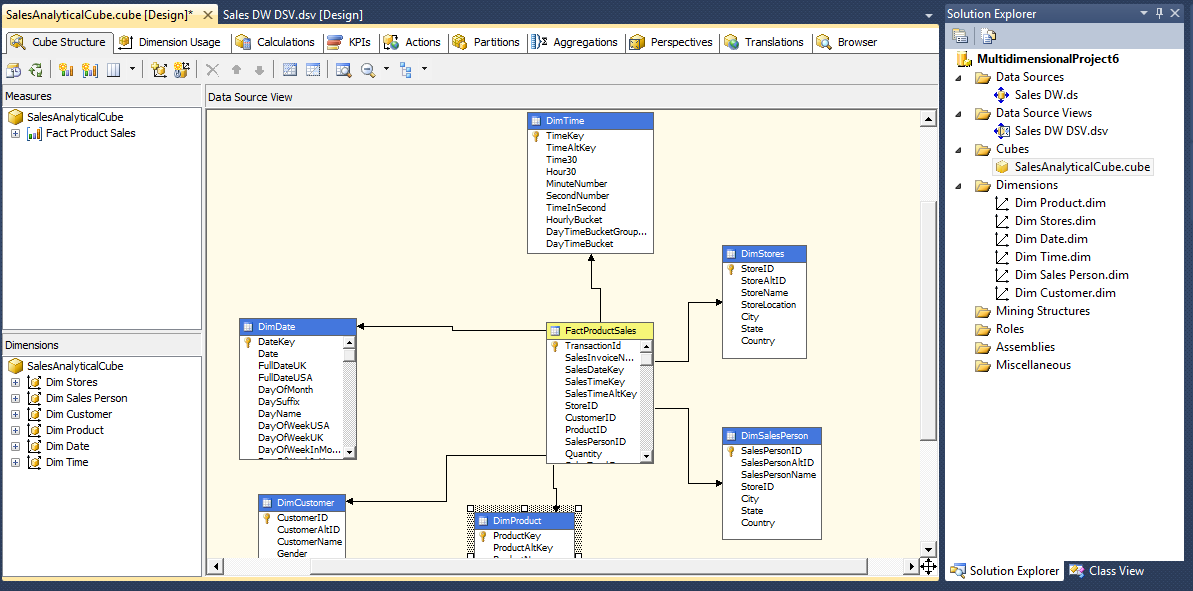 SalesAnalyticalCube.cube [Design]*
Sales DW DSV.dsv [Design]
Cube Structure
Dimension Usage
Calculations
KPIs
Actions
Partitions
Aggregations
Perspectives
Translations
Browser
Measures
SalesAnalyticalCube
Fact Product Sales
Dimensions
SalesAnalyticalCube
Dim Stores
Dim Sales Person
Dim Customer
Dim Product
Dim Date
Dim Time
Data Source View
DimTime
TimeKey
TimeAltKey
Time30
Hour30
MinuteNumber
SecondNumber
TimeInSecond
HourlyBucket
DayTimeBucketGroup...
DayTimeBucket
DimStores
StoreID
StoreAltID
StoreName
StoreLocation
City
State
Country
DimDate
DateKey
Date
FullDateUK
FullDateUSA
DayOfMonth
DaySuffix
DayName
DayOfWeekUSA
DayOfWeekUK
DayOfWeekInMo...
FactProductSales
TransactionId
SalesInvoiceN...
SalesDateKey
SalesTimeKey
SalesTimeAltKey
StoreID
CustomerID
ProductID
SalesPersonID
Quantity
DimSalesPerson
SalesPersonID
SalesPersonAltID
SalesPersonName
StoreID
City
State
Country
DimCustomer
CustomerID
CustomerAltID
CustomerName
Gender
DimProduct
ProductKey
ProductAltKey
Solution Explorer
MultidimensionalProject6
Data Sources
Sales DW.ds
Data Source Views
Sales DW DSV.dsv
Cubes
SalesAnalyticalCube.cube
Dimensions
Dim Product.dim
Dim Stores.dim
Dim Date.dim
Dim Time.dim
Dim Sales Person.dim
Dim Customer.dim
Mining Structures
Roles
Assemblies
Miscellaneous
Solution Explorer
Class View